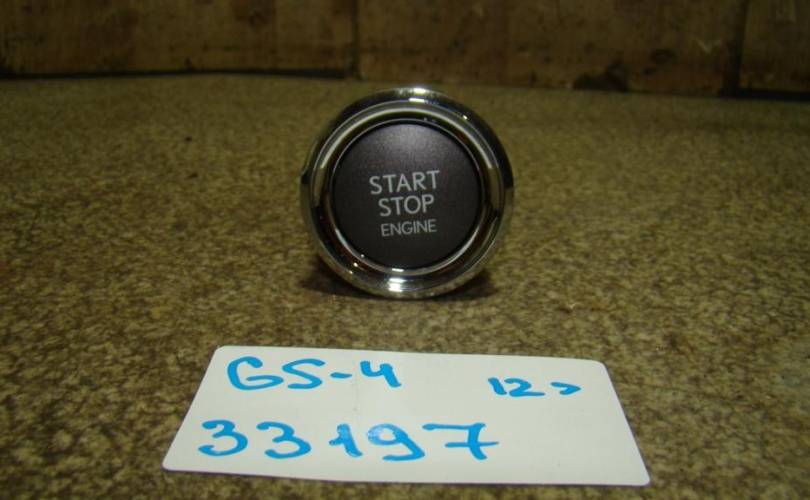 START
STOP
ENGINE
GS-4 12>
33197